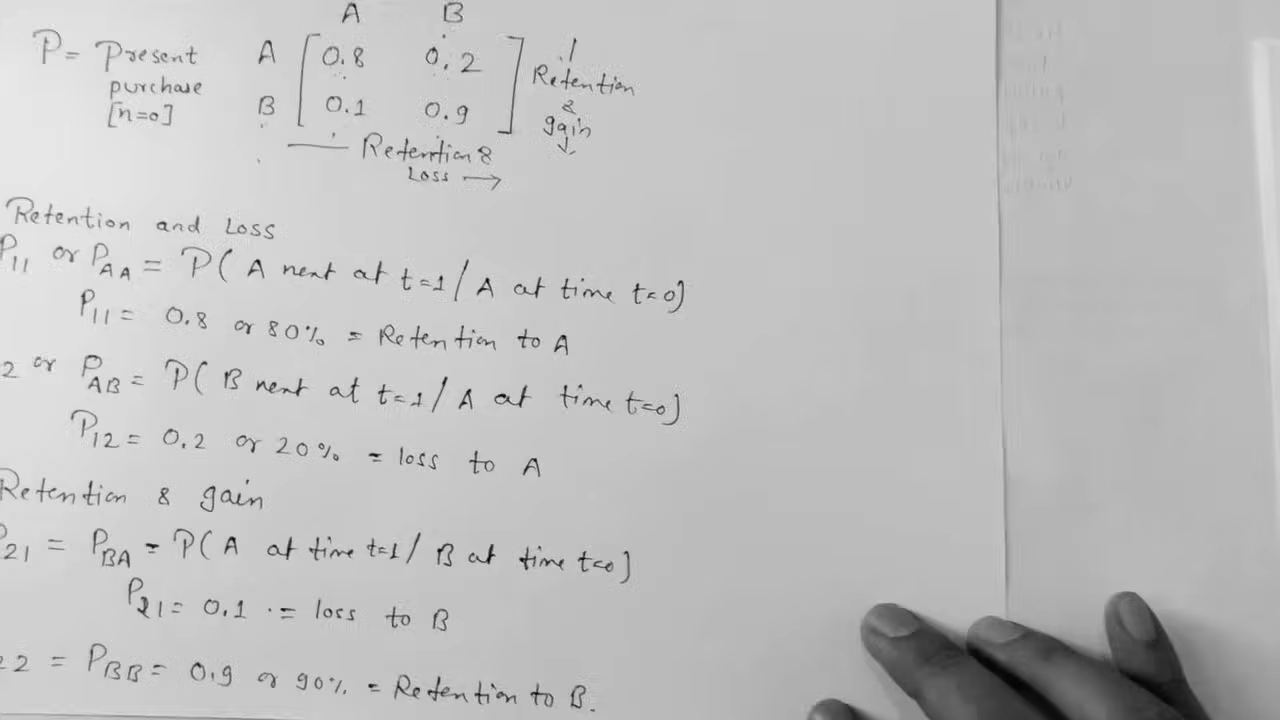 A B
P = Present A [ 0.8 0.2 ] Retention
purchase & 
[n=0] B 0.1 0.9 gain ↓
Retention &
Loss →
Retention and Loss
P11 or PAA = P( A next at t=1 / A at time t=0)
P11 = 0.8 or 80% = Retention to A
2 or PAB = P( B next at t=1 / A at time t=0)
P12 = 0.2 or 20% = loss to A
Retention & gain
P21 = PBA = P( A at time t=1 / B at time t=0)
P21 = 0.1 = loss to B
22 = PBB = 0.9 or 90% = Retention to B.